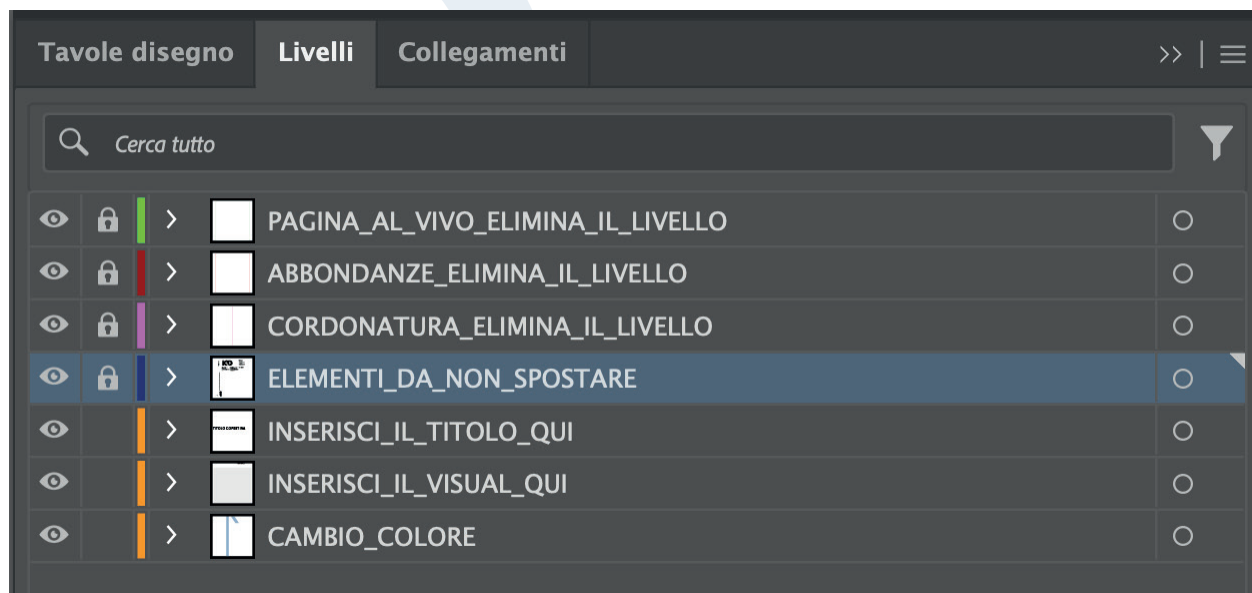 Tavole disegno Livelli Collegamenti
Cerca tutto
PAGINA_AL_VIVO_ELIMINA_IL_LIVELLO
ABBONDANZE_ELIMINA_IL_LIVELLO
CORDONATURA_ELIMINA_IL_LIVELLO
ELEMENTI_DA_NON_SPOSTARE
INSERISCI_IL_TITOLO_QUI
INSERISCI_IL_VISUAL_QUI
CAMBIO_COLORE